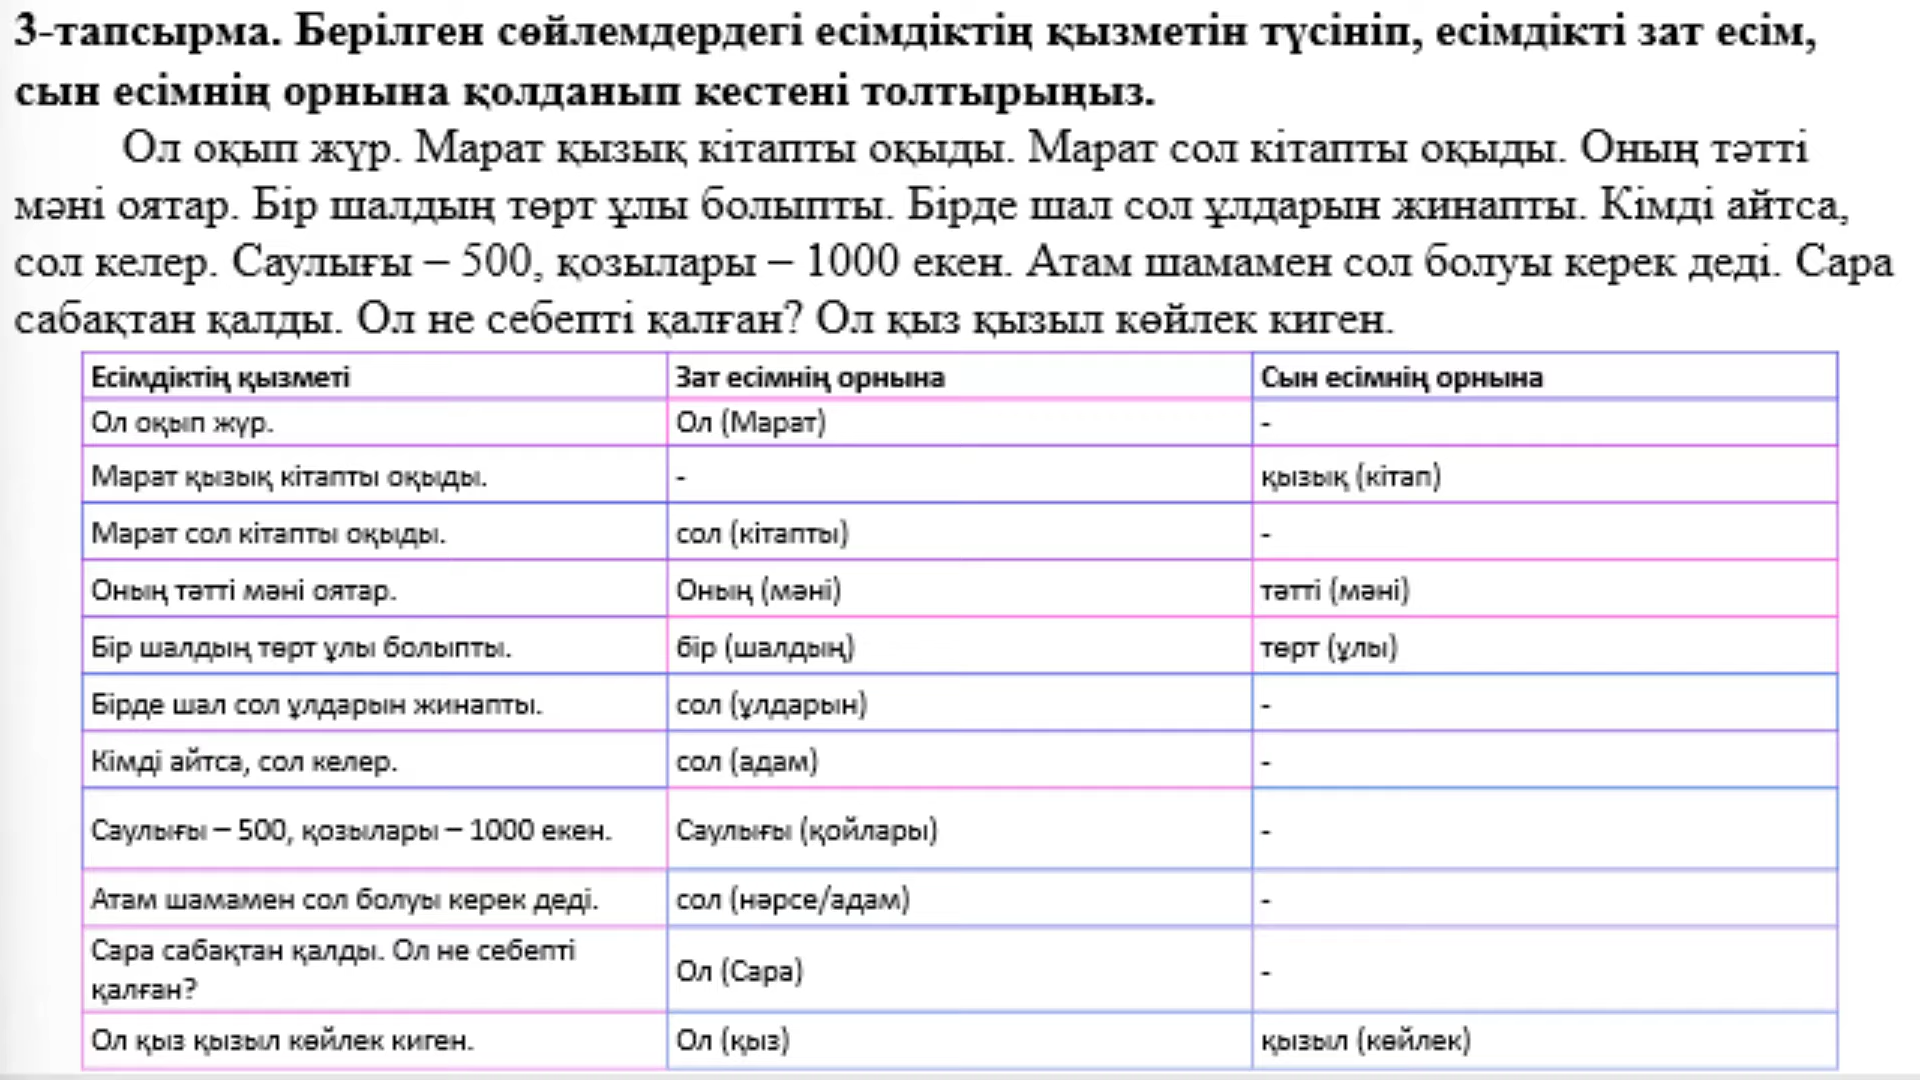 3-тапсырма. Берілген сөйлемдердегі есімдіктің қызметін түсініп, есімдікті зат есім,
сын есімнің орнына қолданып кестені толтырыңыз.
Ол оқып жүр. Марат қызық кітапты оқыды. Марат сол кітапты оқыды. Оның тәтті
мәні оятар. Бір шалдың төрт ұлы болыпты. Бірде шал сол ұлдарын жинапты. Кімді айтса,
сол келер. Саулығы – 500, қозылары – 1000 екен. Атам шамамен сол болуы керек деді. Сара
сабақтан қалды. Ол не себепті қалған? Ол қыз қызыл көйлек киген.
Есімдіктің қызметі Зат есімнің орнына Сын есімнің орнына
Ол оқып жүр. Ол (Марат) -
Марат қызық кітапты оқыды. - қызық (кітап)
Марат сол кітапты оқыды. сол (кітапты) -
Оның тәтті мәні оятар. Оның (мәні) тәтті (мәні)
Бір шалдың төрт ұлы болыпты. бір (шалдың) төрт (ұлы)
Бірде шал сол ұлдарын жинапты. сол (ұлдарын) -
Кімді айтса, сол келер. сол (адам) -
Саулығы – 500, қозылары – 1000 екен. Саулығы (қойлары) -
Атам шамамен сол болуы керек деді. сол (нәрсе/адам) -
Сара сабақтан қалды. Ол не себепті
қалған? Ол (Сара) -
Ол қыз қызыл көйлек киген. Ол (қыз) қызыл (көйлек)